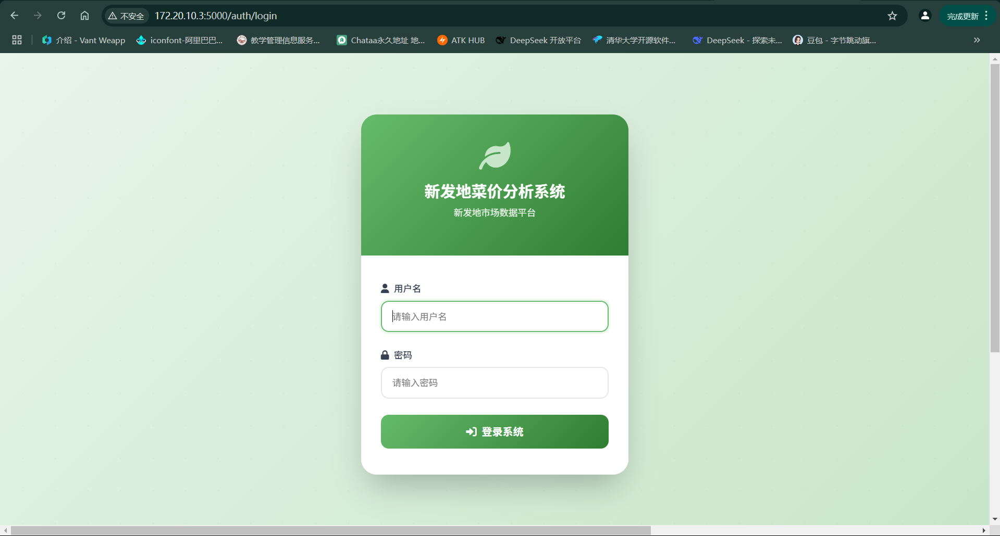 不安全
172.20.10.3:5000/auth/login
完成更新
介绍 - Vant Weapp
iconfont-阿里巴巴...
教学管理信息服务...
Chataa永久地址 地...
ATK HUB
DeepSeek 开放平台
清华大学开源软件...
DeepSeek - 探索未...
豆包 - 字节跳动旗...
新发地菜价分析系统
新发地市场数据平台
用户名
请输入用户名
密码
请输入密码
登录系统